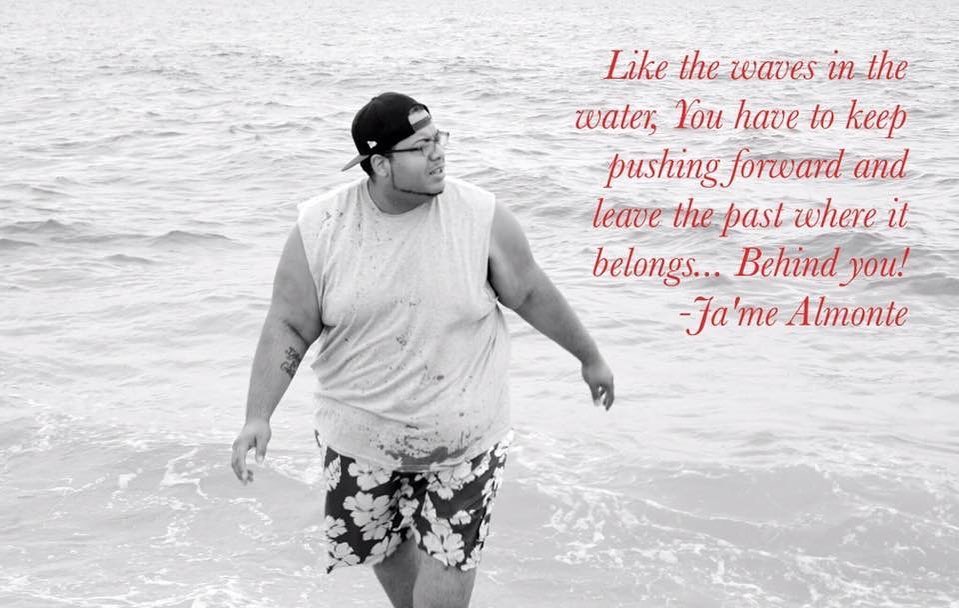 Like the waves in the
water, You have to keep
pushing forward and
leave the past where it
belongs... Behind you!
-Ja'me Almonte